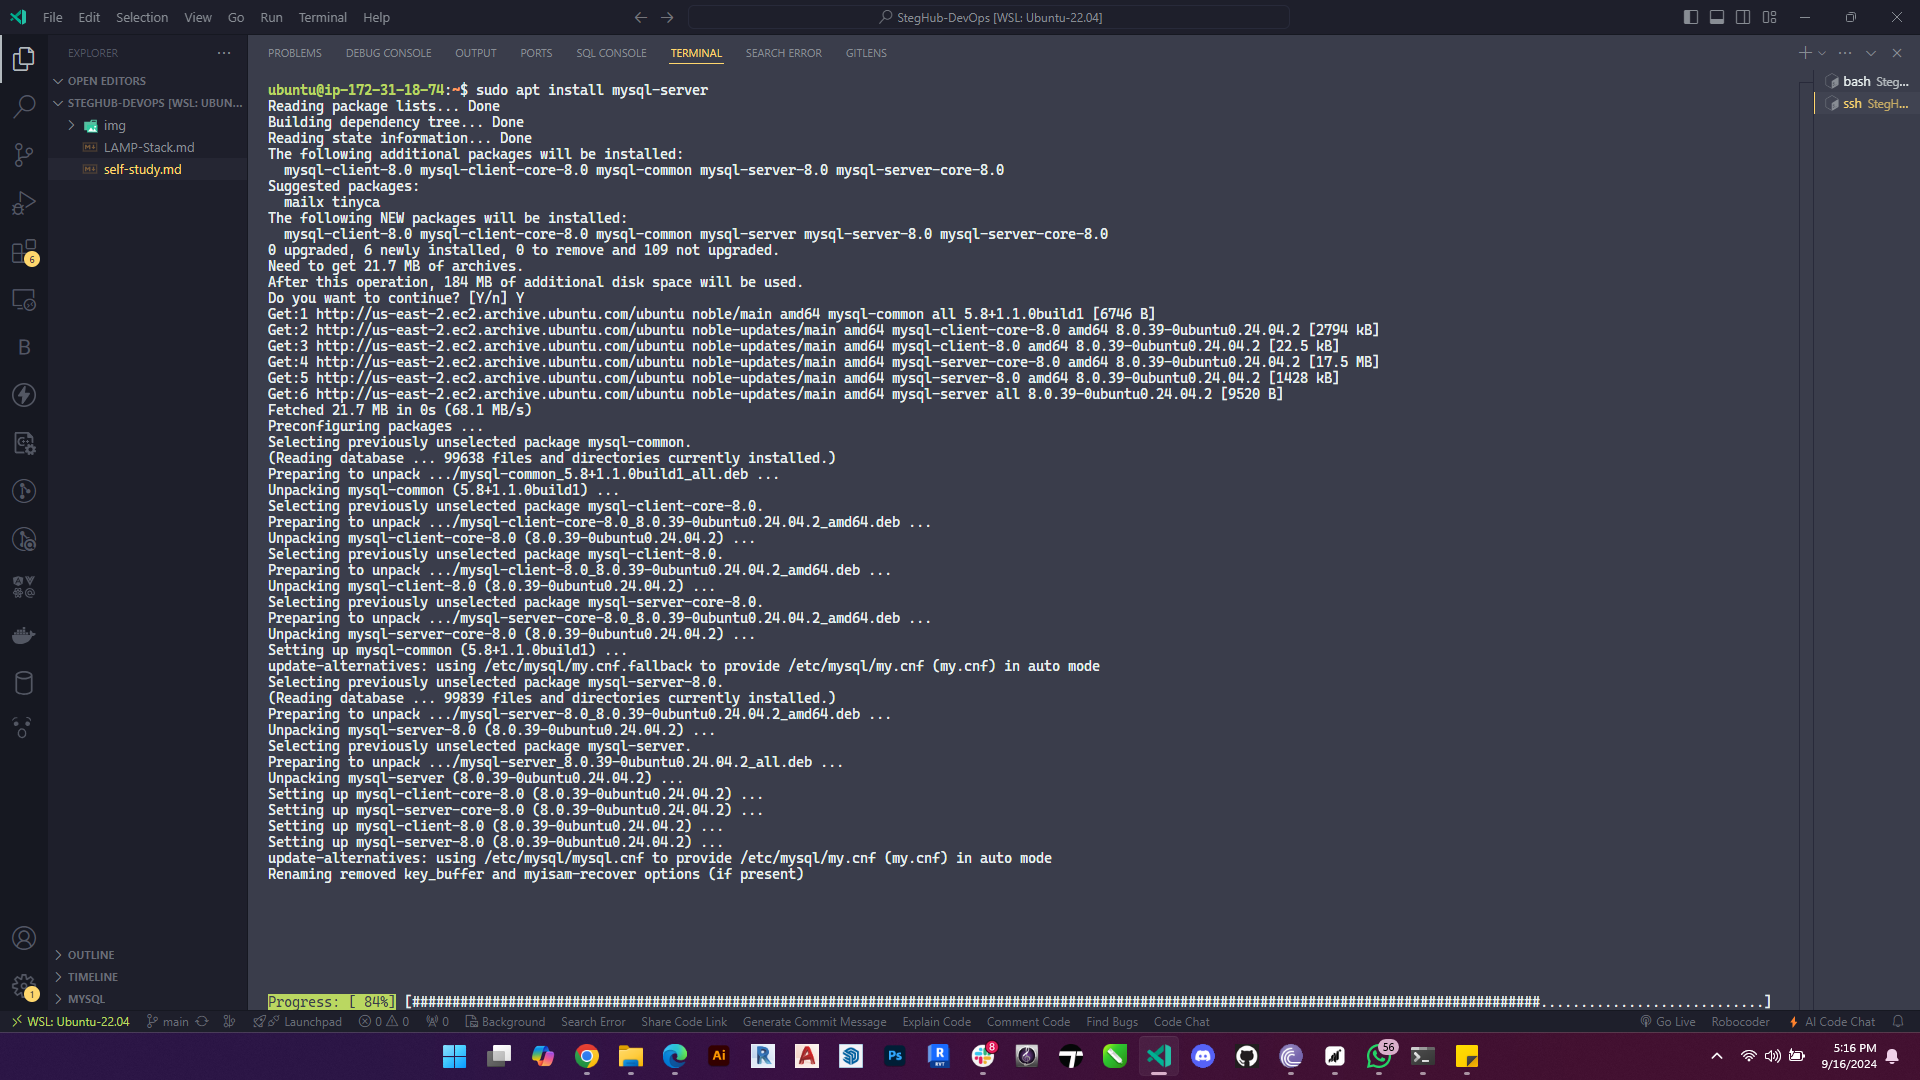 File Edit Selection View Go Run Terminal Help
StegHub-DevOps [WSL: Ubuntu-22.04]
EXPLORER
OPEN EDITORS
STEGHUB-DEVOPS [WSL: UBUN...
img
LAMP-Stack.md
self-study.md
OUTLINE
TIMELINE
MYSQL
PROBLEMS DEBUG CONSOLE OUTPUT PORTS SQL CONSOLE TERMINAL SEARCH ERROR GITLENS
bash Steg...
ssh StegH...
ubuntu@ip-172-31-18-74:~$ sudo apt install mysql-server
Reading package lists... Done
Building dependency tree... Done
Reading state information... Done
The following additional packages will be installed:
mysql-client-8.0 mysql-client-core-8.0 mysql-common mysql-server-8.0 mysql-server-core-8.0
Suggested packages:
mailx tinyca
The following NEW packages will be installed:
mysql-client-8.0 mysql-client-core-8.0 mysql-common mysql-server mysql-server-8.0 mysql-server-core-8.0
0 upgraded, 6 newly installed, 0 to remove and 109 not upgraded.
Need to get 21.7 MB of archives.
After this operation, 184 MB of additional disk space will be used.
Do you want to continue? [Y/n] Y
Get:1 http://us-east-2.ec2.archive.ubuntu.com/ubuntu noble/main amd64 mysql-common all 5.8+1.1.0build1 [6746 B]
Get:2 http://us-east-2.ec2.archive.ubuntu.com/ubuntu noble-updates/main amd64 mysql-client-core-8.0 amd64 8.0.39-0ubuntu0.24.04.2 [2794 kB]
Get:3 http://us-east-2.ec2.archive.ubuntu.com/ubuntu noble-updates/main amd64 mysql-client-8.0 amd64 8.0.39-0ubuntu0.24.04.2 [22.5 kB]
Get:4 http://us-east-2.ec2.archive.ubuntu.com/ubuntu noble-updates/main amd64 mysql-server-core-8.0 amd64 8.0.39-0ubuntu0.24.04.2 [17.5 MB]
Get:5 http://us-east-2.ec2.archive.ubuntu.com/ubuntu noble-updates/main amd64 mysql-server-8.0 amd64 8.0.39-0ubuntu0.24.04.2 [1428 kB]
Get:6 http://us-east-2.ec2.archive.ubuntu.com/ubuntu noble-updates/main amd64 mysql-server all 8.0.39-0ubuntu0.24.04.2 [9520 B]
Fetched 21.7 MB in 0s (68.1 MB/s)
Preconfiguring packages ...
Selecting previously unselected package mysql-common.
(Reading database ... 99638 files and directories currently installed.)
Preparing to unpack .../mysql-common_5.8+1.1.0build1_all.deb ...
Unpacking mysql-common (5.8+1.1.0build1) ...
Selecting previously unselected package mysql-client-core-8.0.
Preparing to unpack .../mysql-client-core-8.0_8.0.39-0ubuntu0.24.04.2_amd64.deb ...
Unpacking mysql-client-core-8.0 (8.0.39-0ubuntu0.24.04.2) ...
Selecting previously unselected package mysql-client-8.0.
Preparing to unpack .../mysql-client-8.0_8.0.39-0ubuntu0.24.04.2_amd64.deb ...
Unpacking mysql-client-8.0 (8.0.39-0ubuntu0.24.04.2) ...
Selecting previously unselected package mysql-server-core-8.0.
Preparing to unpack .../mysql-server-core-8.0_8.0.39-0ubuntu0.24.04.2_amd64.deb ...
Unpacking mysql-server-core-8.0 (8.0.39-0ubuntu0.24.04.2) ...
Setting up mysql-common (5.8+1.1.0build1) ...
update-alternatives: using /etc/mysql/my.cnf.fallback to provide /etc/mysql/my.cnf (my.cnf) in auto mode
Selecting previously unselected package mysql-server-8.0.
(Reading database ... 99839 files and directories currently installed.)
Preparing to unpack .../mysql-server-8.0_8.0.39-0ubuntu0.24.04.2_amd64.deb ...
Unpacking mysql-server-8.0 (8.0.39-0ubuntu0.24.04.2) ...
Selecting previously unselected package mysql-server.
Preparing to unpack .../mysql-server_8.0.39-0ubuntu0.24.04.2_all.deb ...
Unpacking mysql-server (8.0.39-0ubuntu0.24.04.2) ...
Setting up mysql-client-core-8.0 (8.0.39-0ubuntu0.24.04.2) ...
Setting up mysql-server-core-8.0 (8.0.39-0ubuntu0.24.04.2) ...
Setting up mysql-client-8.0 (8.0.39-0ubuntu0.24.04.2) ...
Setting up mysql-server-8.0 (8.0.39-0ubuntu0.24.04.2) ...
update-alternatives: using /etc/mysql/mysql.cnf to provide /etc/mysql/my.cnf (my.cnf) in auto mode
Renaming removed key_buffer and myisam-recover options (if present)
Progress: [ 84%] [#############################################################################################################################################............................]
WSL: Ubuntu-22.04 main Launchpad 0 0 0 Background Search Error Share Code Link Generate Commit Message Explain Code Comment Code Find Bugs Code Chat Go Live Robocoder AI Code Chat
5:16 PM
9/16/2024